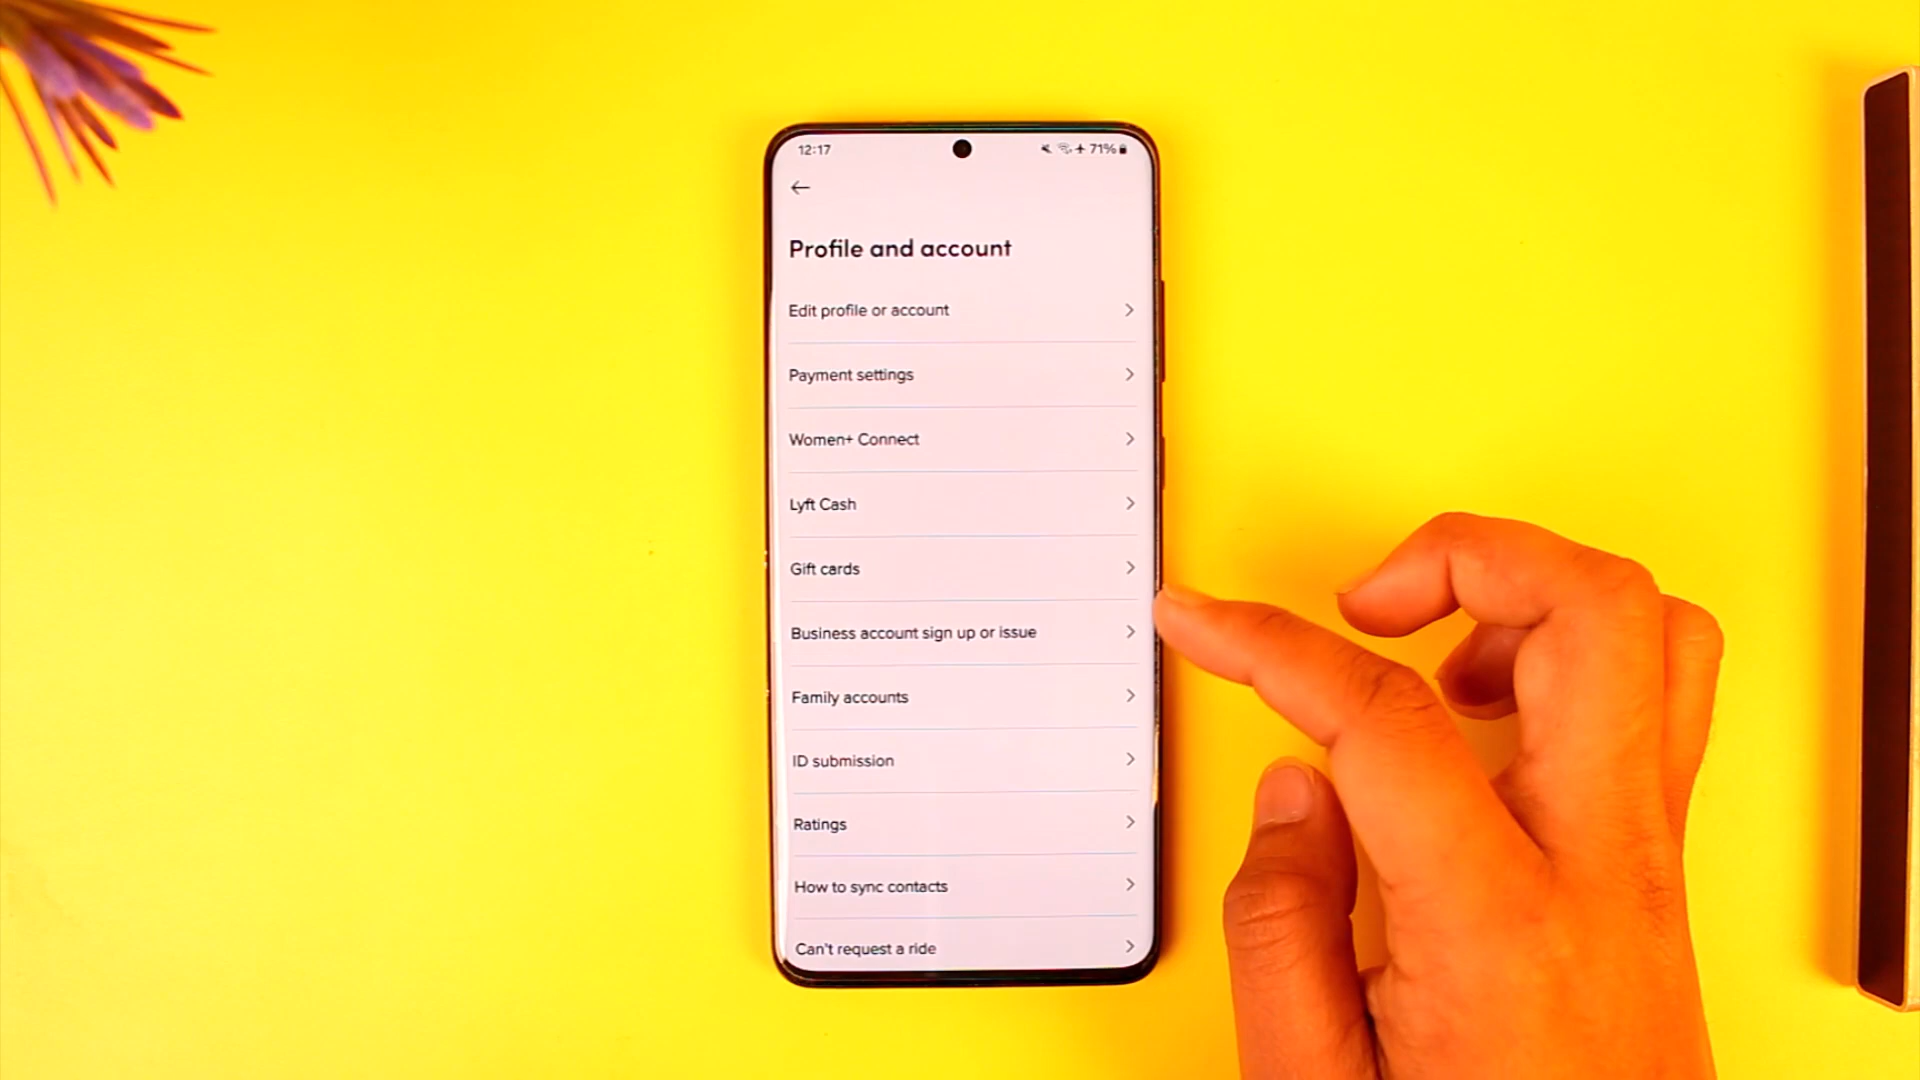 12:17
71%
Profile and account
Edit profile or account
Payment settings
Women+ Connect
Lyft Cash
Gift cards
Business account sign up or issue
Family accounts
ID submission
Ratings
How to sync contacts
Can't request a ride